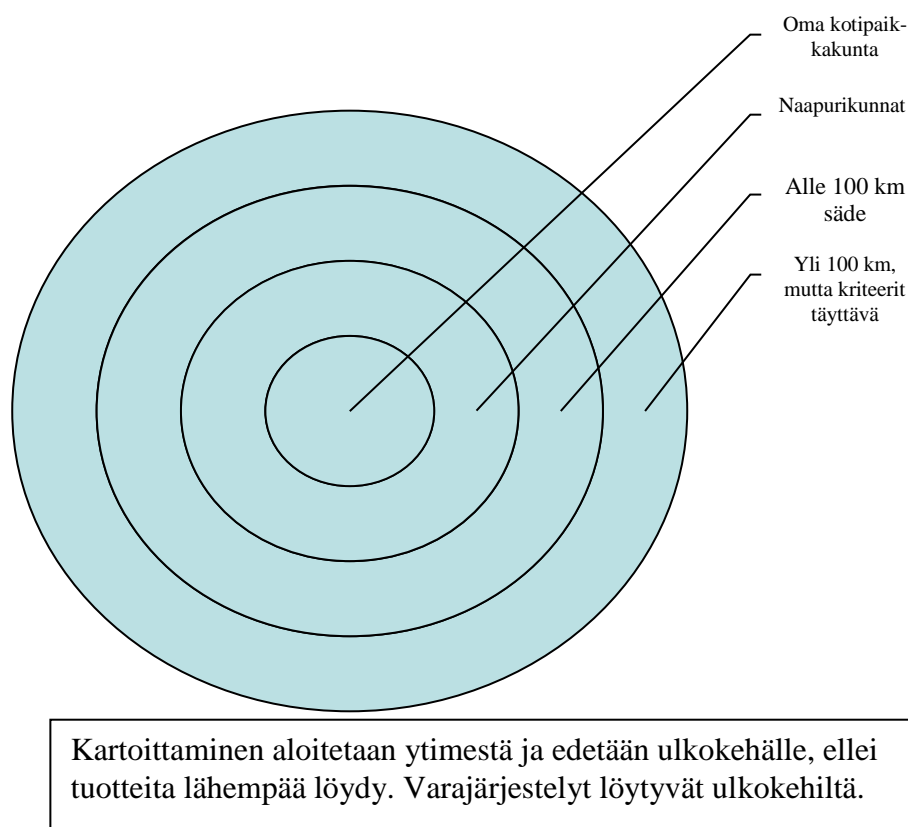 Oma kotipaik-
kakunta
Naapurikunnat
Alle 100 km
säde
Yli 100 km,
mutta kriteerit
täyttävä
Kartoittaminen aloitetaan ytimestä ja edetään ulkokehälle, ellei
tuotteita lähempää löydy. Varajärjestelyt löytyvät ulkokehiltä.